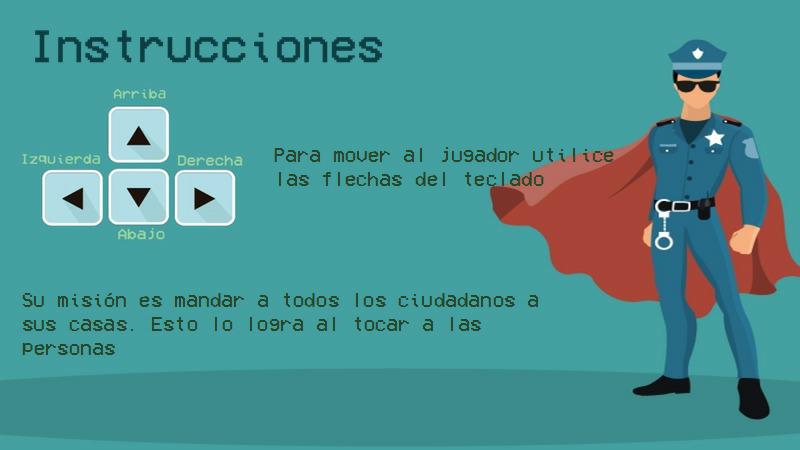 Instrucciones
Arriba
Izquierda
Derecha
Abajo
Para mover al jugador utilice
las flechas del teclado
Su misión es mandar a todos los ciudadanos a
sus casas. Esto lo logra al tocar a las
personas